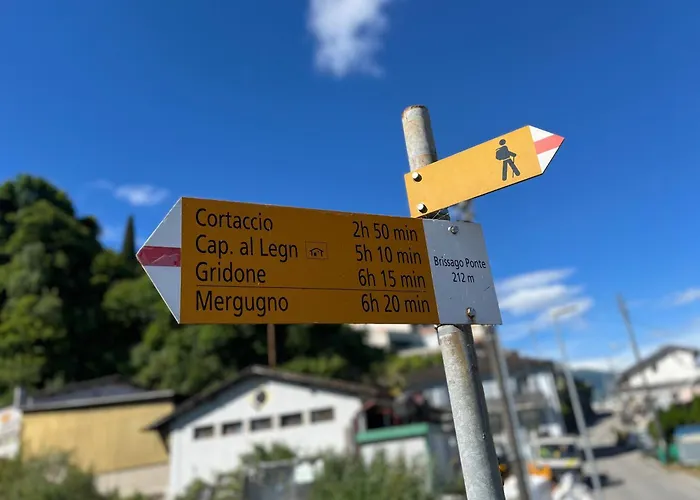 Cortaccio 2h 50 min
Cap. al Legn 5h 10 min
Gridone 6h 15 min
Mergugno 6h 20 min
Brissago Ponte
212 m